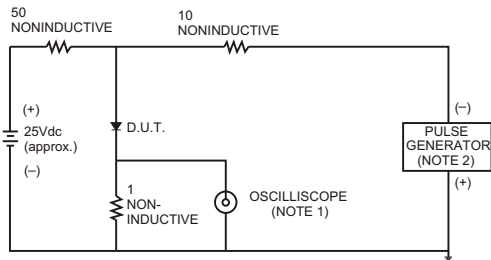 50
NONINDUCTIVE
10
NONINDUCTIVE
(+)
25Vdc
(approx.)
(–)
D.U.T.
1
NON-
INDUCTIVE
OSCILLISCOPE
(NOTE 1)
(–)
PULSE
GENERATOR
(NOTE 2)
(+)